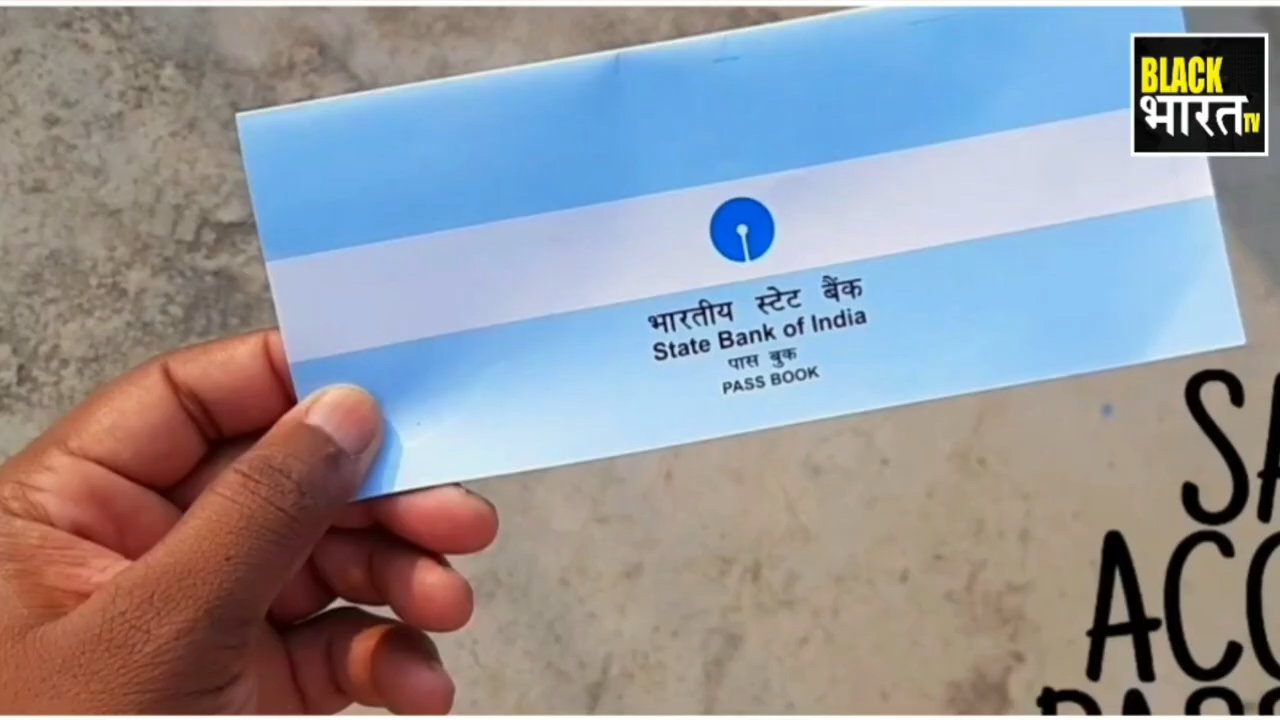 BLACK
भारत TV
भारतीय स्टेट बैंक
State Bank of India
पास बुक
PASS BOOK